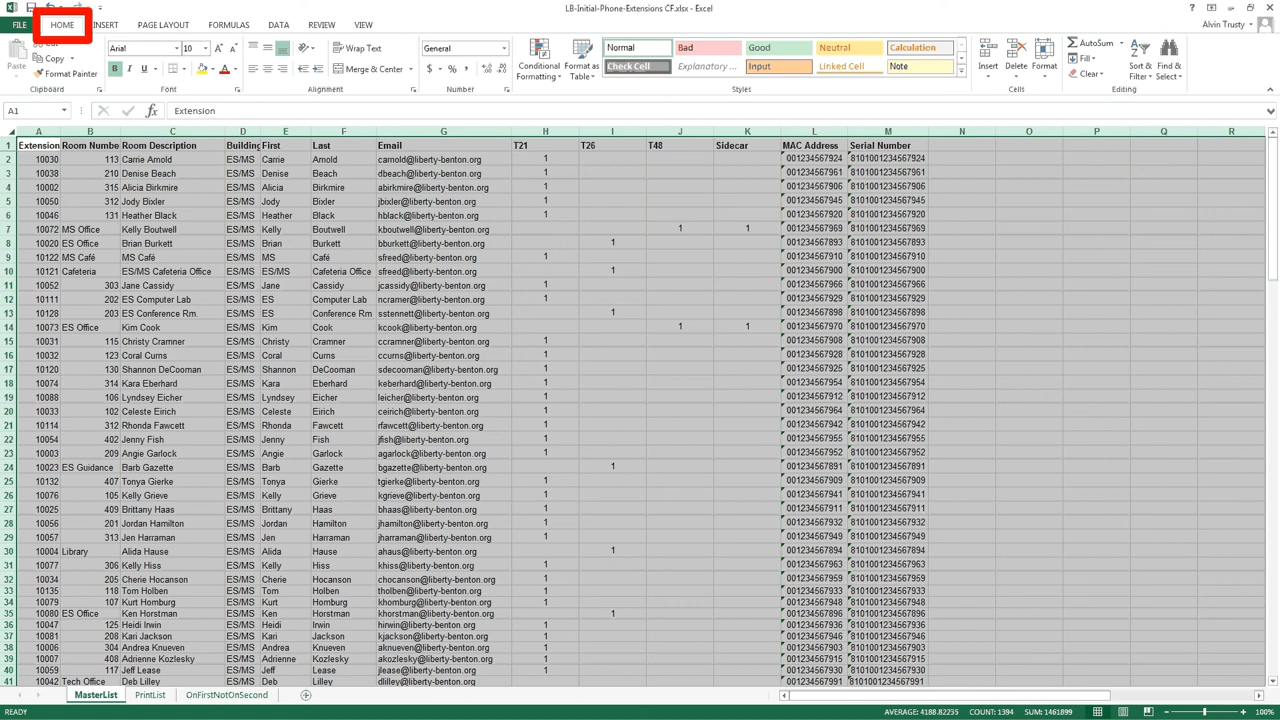 LB-Initial-Phone-Extensions CF.xlsx - Excel
FILE HOME INSERT PAGE LAYOUT FORMULAS DATA REVIEW VIEW Alvin Trusty
Paste Cut Copy Format Painter Clipboard
Arial 10 B I U Font
Wrap Text Merge & Center Alignment
General $ % , Number
Conditional Formatting Format as Table
Normal Bad Good Neutral Calculation
Check Cell Explanatory ... Input Linked Cell Note Styles
Insert Delete Format Cells
AutoSum Fill Clear Sort & Filter Find & Select Editing
A1 fx Extension
A B C D E F G H I J K L M N O P Q R
1 Extension Room Numbe Room Description Building First Last Email T21 T26 T48 Sidecar MAC Address Serial Number
2 10030 113 Carrie Arnold ES/MS Carrie Arnold carnold@liberty-benton.org 1 001234567924 8101001234567924
3 10038 210 Denise Beach ES/MS Denise Beach dbeach@liberty-benton.org 1 001234567961 8101001234567961
4 10002 315 Alicia Birkmire ES/MS Alicia Birkmire abirkmire@liberty-benton.org 1 001234567906 8101001234567906
5 10050 312 Jody Bixler ES/MS Jody Bixler jbixler@liberty-benton.org 1 001234567945 8101001234567945
6 10046 131 Heather Black ES/MS Heather Black hblack@liberty-benton.org 1 001234567920 8101001234567920
7 10072 MS Office Kelly Boutwell ES/MS Kelly Boutwell kboutwell@liberty-benton.org 1 1 001234567969 8101001234567969
8 10020 ES Office Brian Burkett ES/MS Brian Burkett bburkett@liberty-benton.org 1 001234567893 8101001234567893
9 10122 MS Café MS Café ES/MS MS Café sfreed@liberty-benton.org 1 001234567910 8101001234567910
10 10121 Cafeteria ES/MS Cafeteria Office ES/MS ES/MS Cafeteria Office sfreed@liberty-benton.org 1 001234567900 8101001234567900
11 10052 303 Jane Cassidy ES/MS Jane Cassidy jcassidy@liberty-benton.org 1 001234567966 8101001234567966
12 10111 202 ES Computer Lab ES/MS ES Computer Lab ncramer@liberty-benton.org 1 001234567929 8101001234567929
13 10128 203 ES Conference Rm. ES/MS ES Conference Rm sstennett@liberty-benton.org 1 001234567898 8101001234567898
14 10073 ES Office Kim Cook ES/MS Kim Cook kcook@liberty-benton.org 1 1 001234567970 8101001234567970
15 10031 115 Christy Cramner ES/MS Christy Cramner ccramner@liberty-benton.org 1 001234567908 8101001234567908
16 10032 123 Coral Curns ES/MS Coral Curns ccurns@liberty-benton.org 1 001234567928 8101001234567928
17 10120 130 Shannon DeCooman ES/MS Shannon DeCooman sdecooman@liberty-benton.org 1 001234567925 8101001234567925
18 10074 314 Kara Eberhard ES/MS Kara Eberhard keberhard@liberty-benton.org 1 001234567954 8101001234567954
19 10088 106 Lyndsey Eicher ES/MS Lyndsey Eicher leicher@liberty-benton.org 1 001234567912 8101001234567912
20 10033 102 Celeste Eirich ES/MS Celeste Eirich ceirich@liberty-benton.org 1 001234567964 8101001234567964
21 10114 312 Rhonda Fawcett ES/MS Rhonda Fawcett rfawcett@liberty-benton.org 1 001234567942 8101001234567942
22 10054 402 Jenny Fish ES/MS Jenny Fish jfish@liberty-benton.org 1 001234567955 8101001234567955
23 10003 209 Angie Garlock ES/MS Angie Garlock agarlock@liberty-benton.org 1 001234567952 8101001234567952
24 10023 ES Guidance Barb Gazette ES/MS Barb Gazette bgazette@liberty-benton.org 1 001234567891 8101001234567891
25 10132 407 Tonya Gierke ES/MS Tonya Gierke tgierke@liberty-benton.org 1 001234567909 8101001234567909
26 10076 105 Kelly Grieve ES/MS Kelly Grieve kgrieve@liberty-benton.org 1 001234567941 8101001234567941
27 10025 409 Brittany Haas ES/MS Brittany Haas bhaas@liberty-benton.org 1 001234567911 8101001234567911
28 10056 201 Jordan Hamilton ES/MS Jordan Hamilton jhamilton@liberty-benton.org 1 001234567932 8101001234567932
29 10057 313 Jen Harraman ES/MS Jen Harraman jharraman@liberty-benton.org 1 001234567949 8101001234567949
30 10004 Library Alida Hause ES/MS Alida Hause ahaus@liberty-benton.org 1 001234567894 8101001234567894
31 10077 306 Kelly Hiss ES/MS Kelly Hiss khiss@liberty-benton.org 1 001234567963 8101001234567963
32 10034 205 Cherie Hocanson ES/MS Cherie Hocanson chocanson@liberty-benton.org 1 001234567959 8101001234567959
33 10135 118 Tom Holben ES/MS Tom Holben tholben@liberty-benton.org 1 001234567958 8101001234567958
34 10079 107 Kurt Homburg ES/MS Kurt Homburg khomburg@liberty-benton.org 1 001234567948 8101001234567948
35 10080 ES Office Ken Horstman ES/MS Ken Horstman khorstman@liberty-benton.org 1 001234567896 8101001234567896
36 10047 125 Heidi Irwin ES/MS Heidi Irwin hirwin@liberty-benton.org 1 001234567936 8101001234567936
37 10081 208 Kari Jackson ES/MS Kari Jackson kjackson@liberty-benton.org 1 001234567935 8101001234567935
38 10006 304 Andrea Knueven ES/MS Andrea Knueven aknueven@liberty-benton.org 1 001234567903 8101001234567903
39 10007 408 Adrienne Kozlesky ES/MS Adrienne Kozlesky akozlesky@liberty-benton.org 1 001234567915 8101001234567915
40 10059 117 Jeff Lease ES/MS Jeff Lease jlease@liberty-benton.org 1 001234567930 8101001234567930
41 10042 Tech Office Deb Lilley ES/MS Deb Lilley dlilley@liberty-benton.org 1 001234567991 8101001234567991
MasterList PrintList OnFirstNotOnSecond
READY AVERAGE: 4188.82235 COUNT: 1394 SUM: 1461899 100%